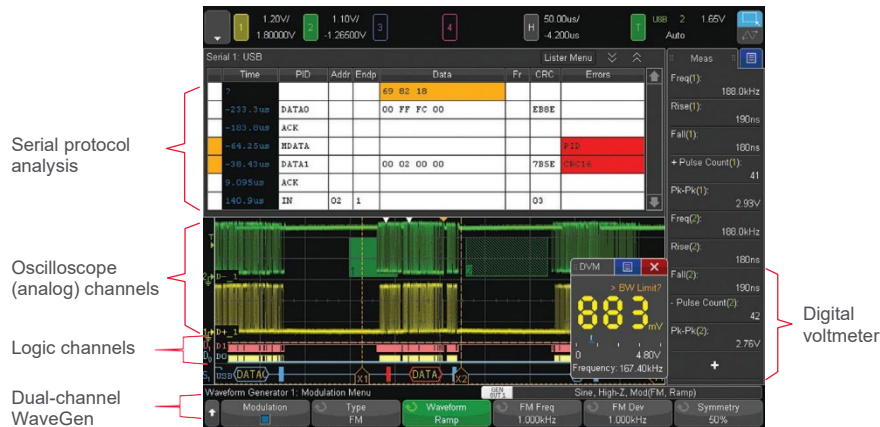 1 1.20V/ 1.80000V
2 1.10V/ -1.26500V
3
4
H 50.00us/ -4.200us
T USB 2 1.65V Auto
Serial 1: USB Lister Menu
Time PID Addr Endp Data Fr CRC Errors
? 69 82 18
-233.3us DATA0 00 FF FC 00 EB8E
-183.8us ACK
-64.25us MDATA PID
-38.43us DATA1 00 02 00 00 7B5E CRC16
9.095us ACK
140.9us IN 02 1 03
Meas
Freq(1):
188.0kHz
Rise(1):
190ns
Fall(1):
180ns
+ Pulse Count(1):
41
Pk-Pk(1):
2.93V
Freq(2):
188.0kHz
Rise(2):
180ns
Fall(2):
190ns
- Pulse Count(2):
42
Pk-Pk(2):
2.76V
+
Serial protocol
analysis
Oscilloscope
(analog) channels
Logic channels
Dual-channel
WaveGen
Digital
voltmeter
D-_1
D+_1
D1
D0
S1 USB DATA X1 DATA X2
DVM
> BW Limit?
883 mV
0 4.80V
Frequency: 167.40kHz
Waveform Generator 1: Modulation Menu
GEN OUT 1
Sine, High-Z, Mod(FM, Ramp)
Modulation
Type
FM
Waveform
Ramp
FM Freq
1.000kHz
FM Dev
1.000kHz
Symmetry
50%